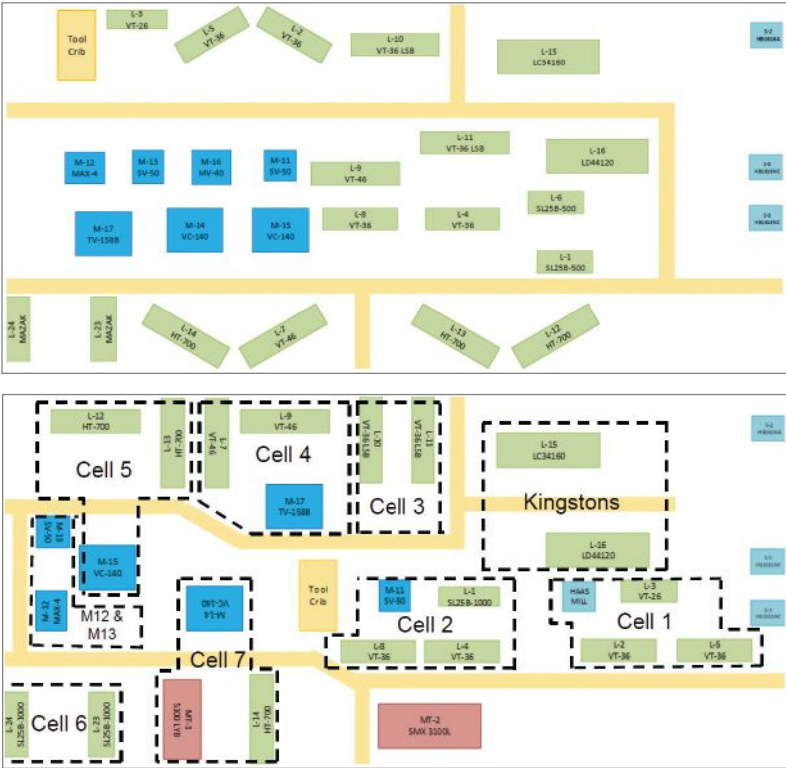 L-3
VT-26
Tool
Crib
L-5
VT-36
L-2
VT-36
L-10
VT-36 LSB
L-15
LC34160
S-2
HBS016A
L-11
VT-36 LSB
L-16
LD44120
M-12
MAX-4
M-13
SV-50
M-16
MV-40
M-11
SV-50
L-9
VT-46
L-6
SL25B-500
M-17
TV-158B
M-14
VC-140
M-15
VC-140
L-8
VT-36
L-4
VT-36
L-1
SL25B-500
L-24
MAZAK
L-23
MAZAK
L-14
HT-700
L-7
VT-46
L-13
HT-700
L-12
HT-700
L-12
HT-700
L-13
HT-700
Cell 5
L-7
VT-46
L-9
VT-46
Cell 4
M-17
TV-158B
L-10
VT-36LSB
L-11
VT-36LSB
Cell 3
L-15
LC34160
Kingstons
L-16
LD44120
S-2
M-13
SV-50
M-15
VC-140
M-12
MAX-4
M12 &
M13
M-14
VC-140
Cell 7
Tool
Crib
M-11
SV-50
L-1
SL25B-1000
Cell 2
L-8
VT-36
L-4
VT-36
HAAS
MILL
L-3
VT-26
Cell 1
L-2
VT-36
L-5
VT-36
L-24
SL25B-1000
Cell 6
L-23
SL25B-1000
MT-1
L-14
HT-700
MT-2
SMX 3100L